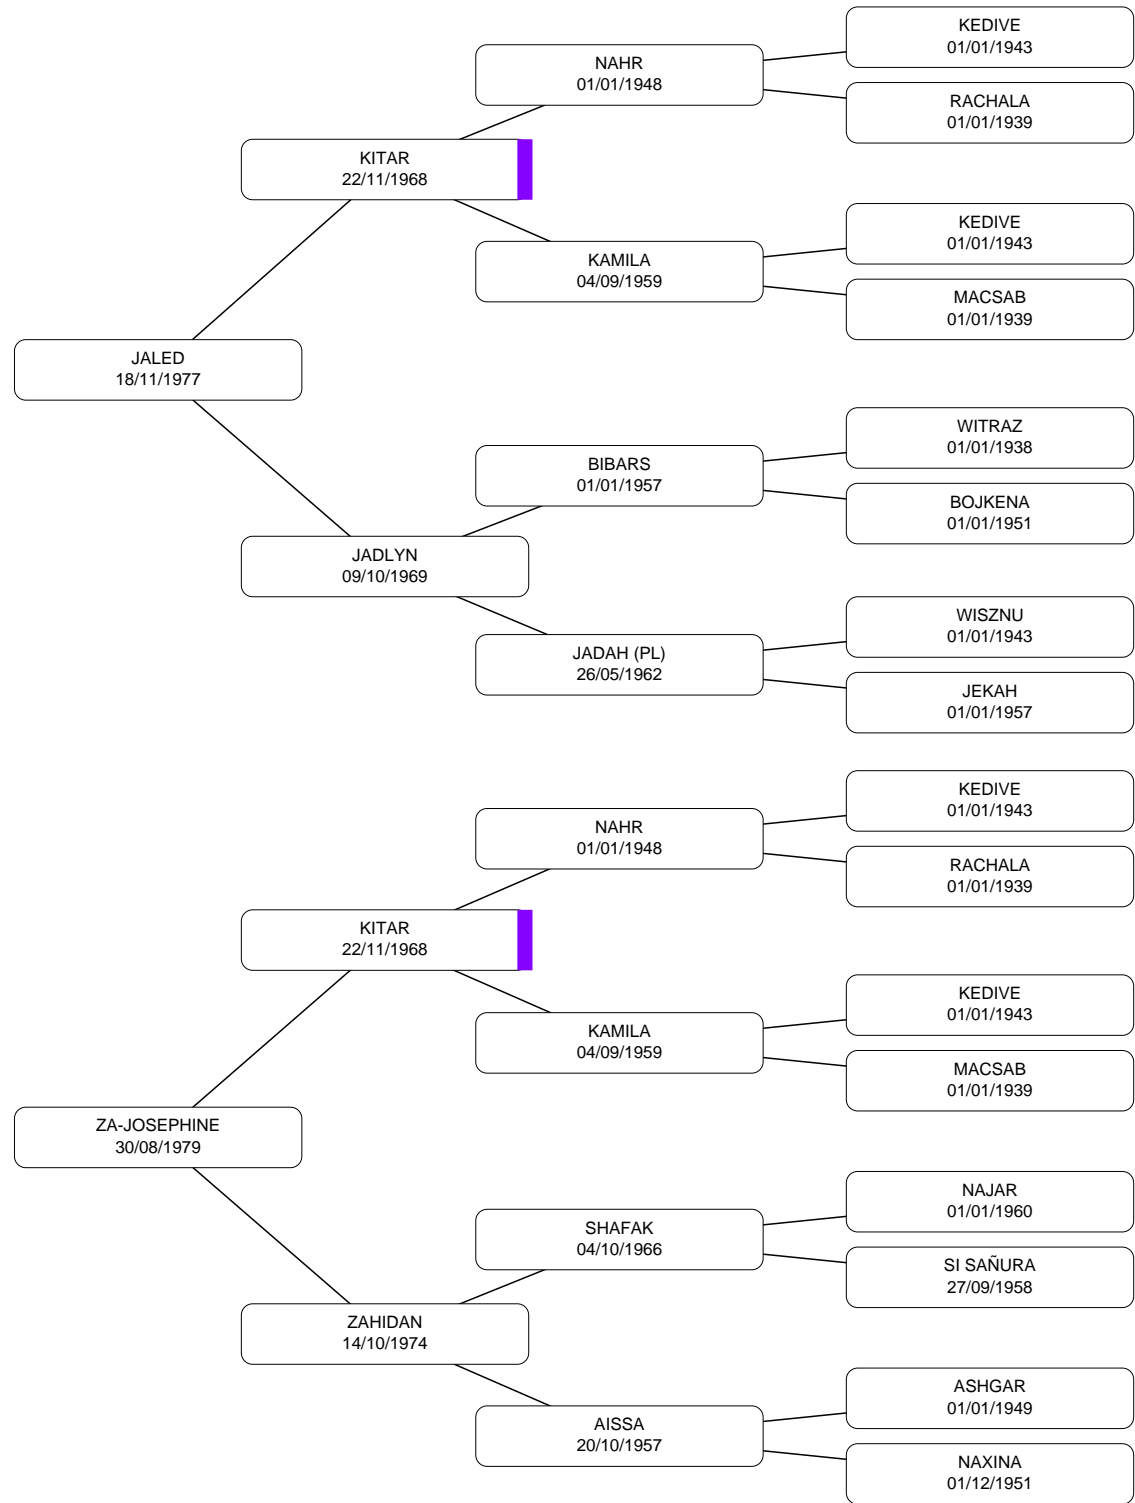 KEDIVE
01/01/1943
NAHR
01/01/1948
RACHALA
01/01/1939
KITAR
22/11/1968
KEDIVE
01/01/1943
KAMILA
04/09/1959
MACSAB
01/01/1939
JALED
18/11/1977
WITRAZ
01/01/1938
BIBARS
01/01/1957
BOJKENA
01/01/1951
JADLYN
09/10/1969
WISZNU
01/01/1943
JADAH (PL)
26/05/1962
JEKAH
01/01/1957
KEDIVE
01/01/1943
NAHR
01/01/1948
RACHALA
01/01/1939
KITAR
22/11/1968
KEDIVE
01/01/1943
KAMILA
04/09/1959
MACSAB
01/01/1939
ZA-JOSEPHINE
30/08/1979
NAJAR
01/01/1960
SHAFAK
04/10/1966
SI SAÑURA
27/09/1958
ZAHIDAN
14/10/1974
ASHGAR
01/01/1949
AISSA
20/10/1957
NAXINA
01/12/1951